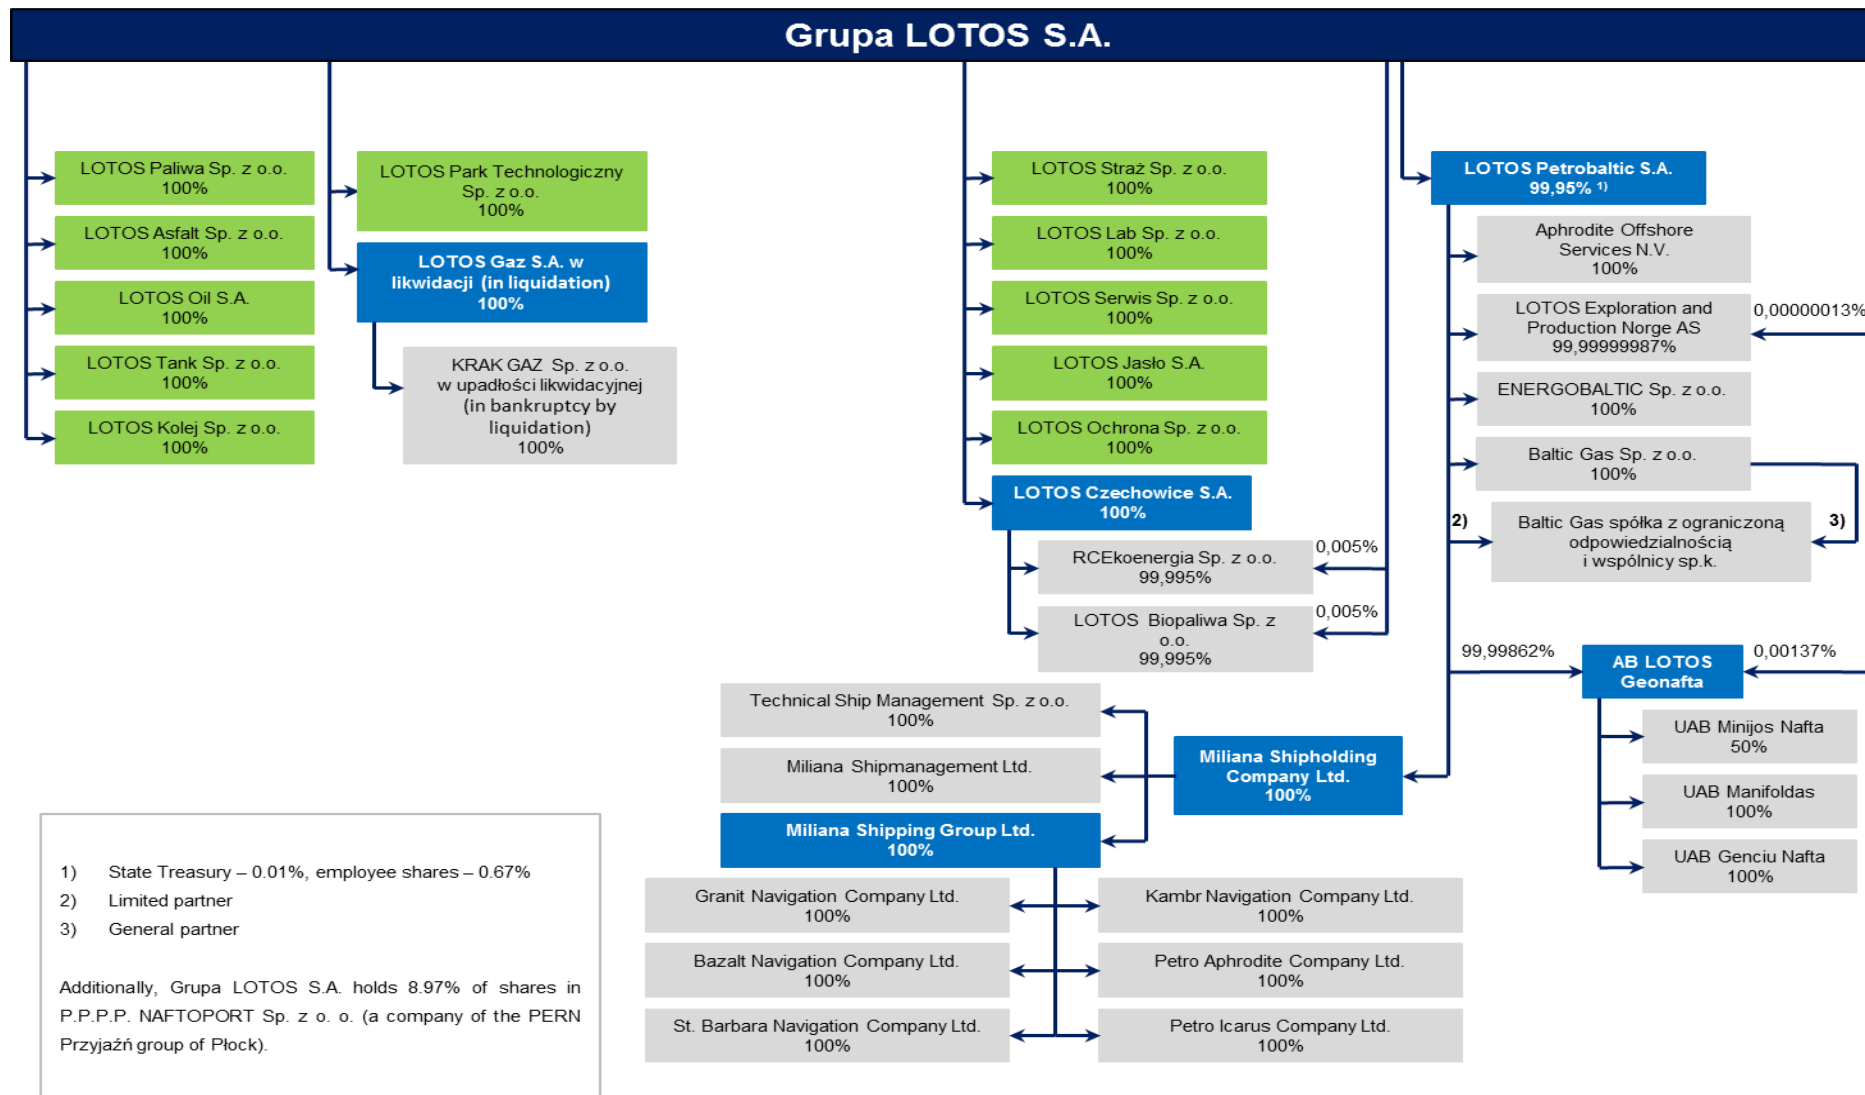 Grupa LOTOS S.A.
LOTOS Paliwa Sp. z o.o.
100%
LOTOS Asfalt Sp. z o.o.
100%
LOTOS Oil S.A.
100%
LOTOS Tank Sp. z o.o.
100%
LOTOS Kolej Sp. z o.o.
100%
LOTOS Park Technologiczny
Sp. z o.o.
100%
LOTOS Gaz S.A. w
likwidacji (in liquidation)
100%
KRAK GAZ Sp. z o.o.
w upadłości likwidacyjnej
(in bankruptcy by
liquidation)
100%
LOTOS Straż Sp. z o.o.
100%
LOTOS Lab Sp. z o.o.
100%
LOTOS Serwis Sp. z o.o.
100%
LOTOS Jasło S.A.
100%
LOTOS Ochrona Sp. z o.o.
100%
LOTOS Czechowice S.A.
100%
RCEkoenergia Sp. z o.o.
99,995%
0,005%
LOTOS Biopaliwa Sp. z
o.o.
99,995%
0,005%
LOTOS Petrobaltic S.A.
99,95% 1)
Aphrodite Offshore
Services N.V.
100%
LOTOS Exploration and
Production Norge AS
99,99999987%
0,00000013%
ENERGOBALTIC Sp. z o.o.
100%
Baltic Gas Sp. z o.o.
100%
2)
Baltic Gas spółka z ograniczoną
odpowiedzialnością
i wspólnicy sp.k.
3)
99,99862%
AB LOTOS
Geonafta
0,00137%
UAB Minijos Nafta
50%
UAB Manifoldas
100%
UAB Genciu Nafta
100%
Technical Ship Management Sp. z o.o.
100%
Miliana Shipmanagement Ltd.
100%
Miliana Shipping Group Ltd.
100%
Miliana Shipholding
Company Ltd.
100%
Granit Navigation Company Ltd.
100%
Kambr Navigation Company Ltd.
100%
Bazalt Navigation Company Ltd.
100%
Petro Aphrodite Company Ltd.
100%
St. Barbara Navigation Company Ltd.
100%
Petro Icarus Company Ltd.
100%
1) State Treasury – 0.01%, employee shares – 0.67%
2) Limited partner
3) General partner
Additionally, Grupa LOTOS S.A. holds 8.97% of shares in
P.P.P.P. NAFTOPORT Sp. z o. o. (a company of the PERN
Przyjaźń group of Płock).